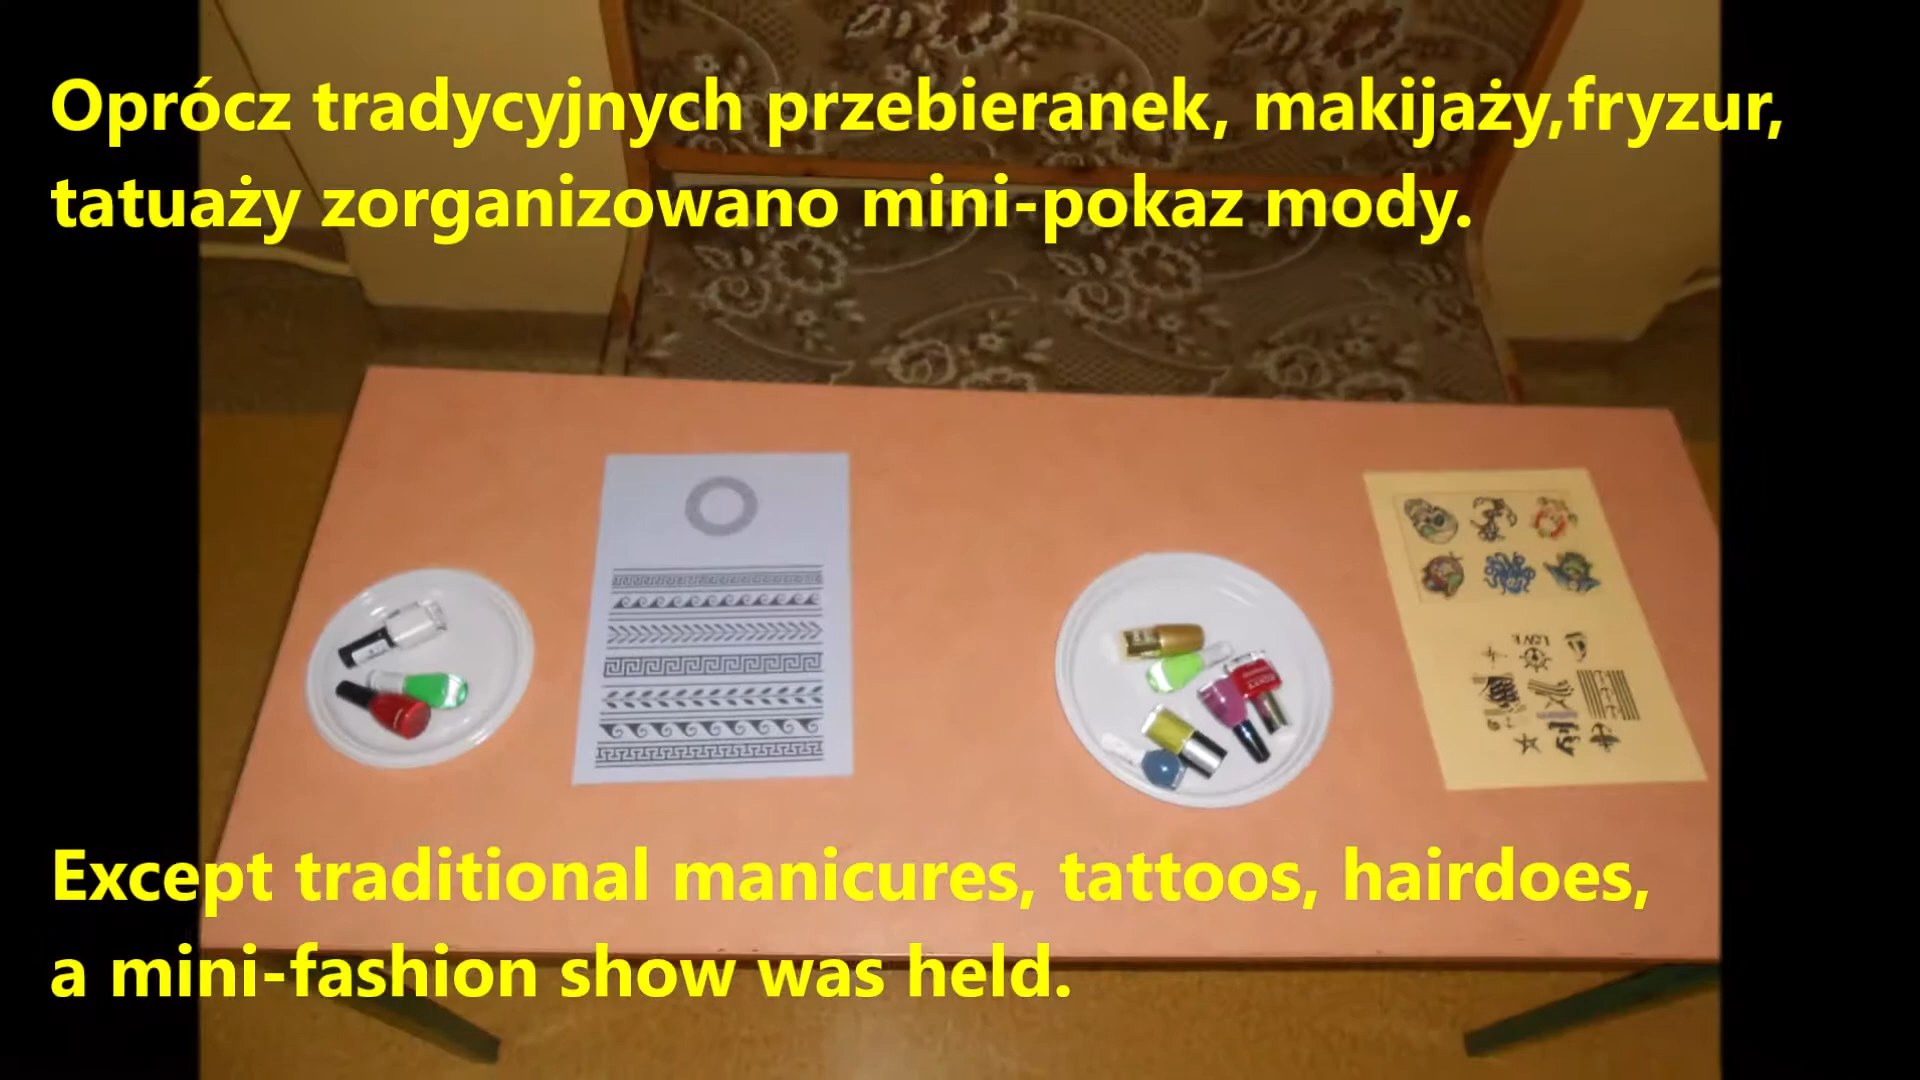 Oprócz tradycyjnych przebieranek, makijaży,fryzur,
tatuaży zorganizowano mini-pokaz mody.
LOVE
Except traditional manicures, tattoos, hairdoes,
a mini-fashion show was held.